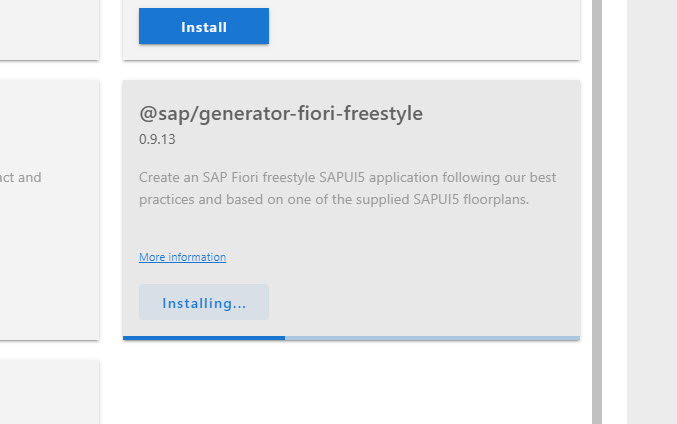 Install
@sap/generator-fiori-freestyle
0.9.13
act and
Create an SAP Fiori freestyle SAPUI5 application following our best
practices and based on one of the supplied SAPUI5 floorplans.
More information
Installing...